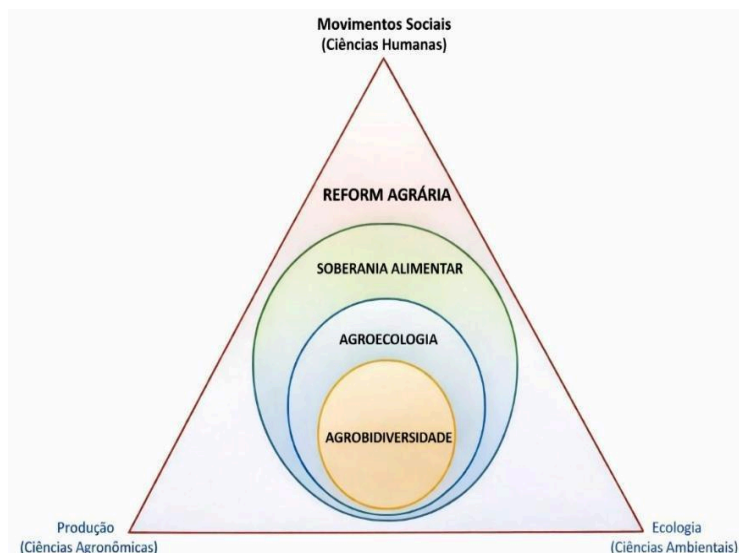 Movimentos Sociais
(Ciências Humanas)
REFORM AGRÁRIA
SOBERANIA ALIMENTAR
AGROECOLOGIA
AGROBIDIVERSIDADE
Produção
(Ciências Agronômicas)
Ecologia
(Ciências Ambientais)